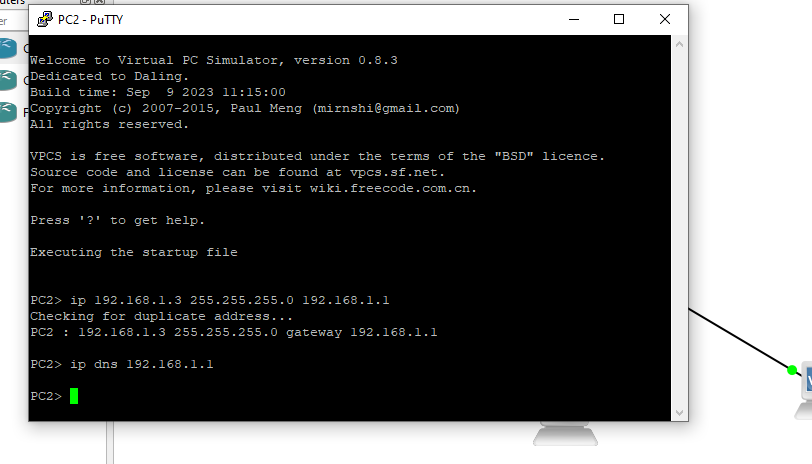 PC2 - PuTTY
Welcome to Virtual PC Simulator, version 0.8.3
Dedicated to Daling.
Build time: Sep  9 2023 11:15:00
Copyright (c) 2007-2015, Paul Meng (mirnshi@gmail.com)
All rights reserved.
VPCS is free software, distributed under the terms of the "BSD" licence.
Source code and license can be found at vpcs.sf.net.
For more information, please visit wiki.freecode.com.cn.
Press '?' to get help.
Executing the startup file
PC2> ip 192.168.1.3 255.255.255.0 192.168.1.1
Checking for duplicate address...
PC2 : 192.168.1.3 255.255.255.0 gateway 192.168.1.1
PC2> ip dns 192.168.1.1
PC2>